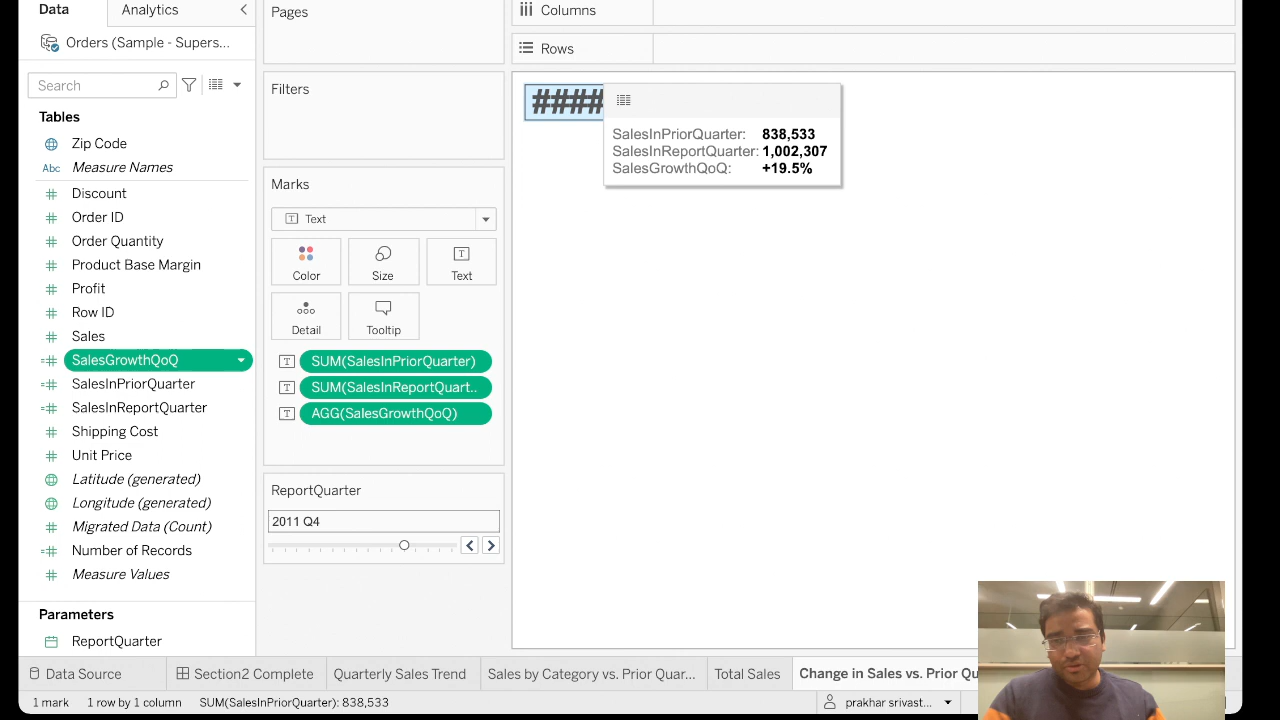 Data
Analytics
Orders (Sample - Supers...
Search
Tables
Zip Code
Abc Measure Names
Discount
Order ID
Order Quantity
Product Base Margin
Profit
Row ID
Sales
SalesGrowthQoQ
SalesInPriorQuarter
SalesInReportQuarter
Shipping Cost
Unit Price
Latitude (generated)
Longitude (generated)
Migrated Data (Count)
Number of Records
Measure Values
Parameters
ReportQuarter
Pages
Filters
Marks
T Text
Color
Size
T Text
Detail
Tooltip
T SUM(SalesInPriorQuarter)
T SUM(SalesInReportQuart..
T AGG(SalesGrowthQoQ)
ReportQuarter
2011 Q4
Columns
Rows
####
SalesInPriorQuarter: 838,533
SalesInReportQuarter: 1,002,307
SalesGrowthQoQ: +19.5%
Data Source
Section2 Complete
Quarterly Sales Trend
Sales by Category vs. Prior Quar...
Total Sales
Change in Sales vs. Prior Qu
1 mark 1 row by 1 column SUM(SalesInPriorQuarter): 838,533
prakhar srivast...